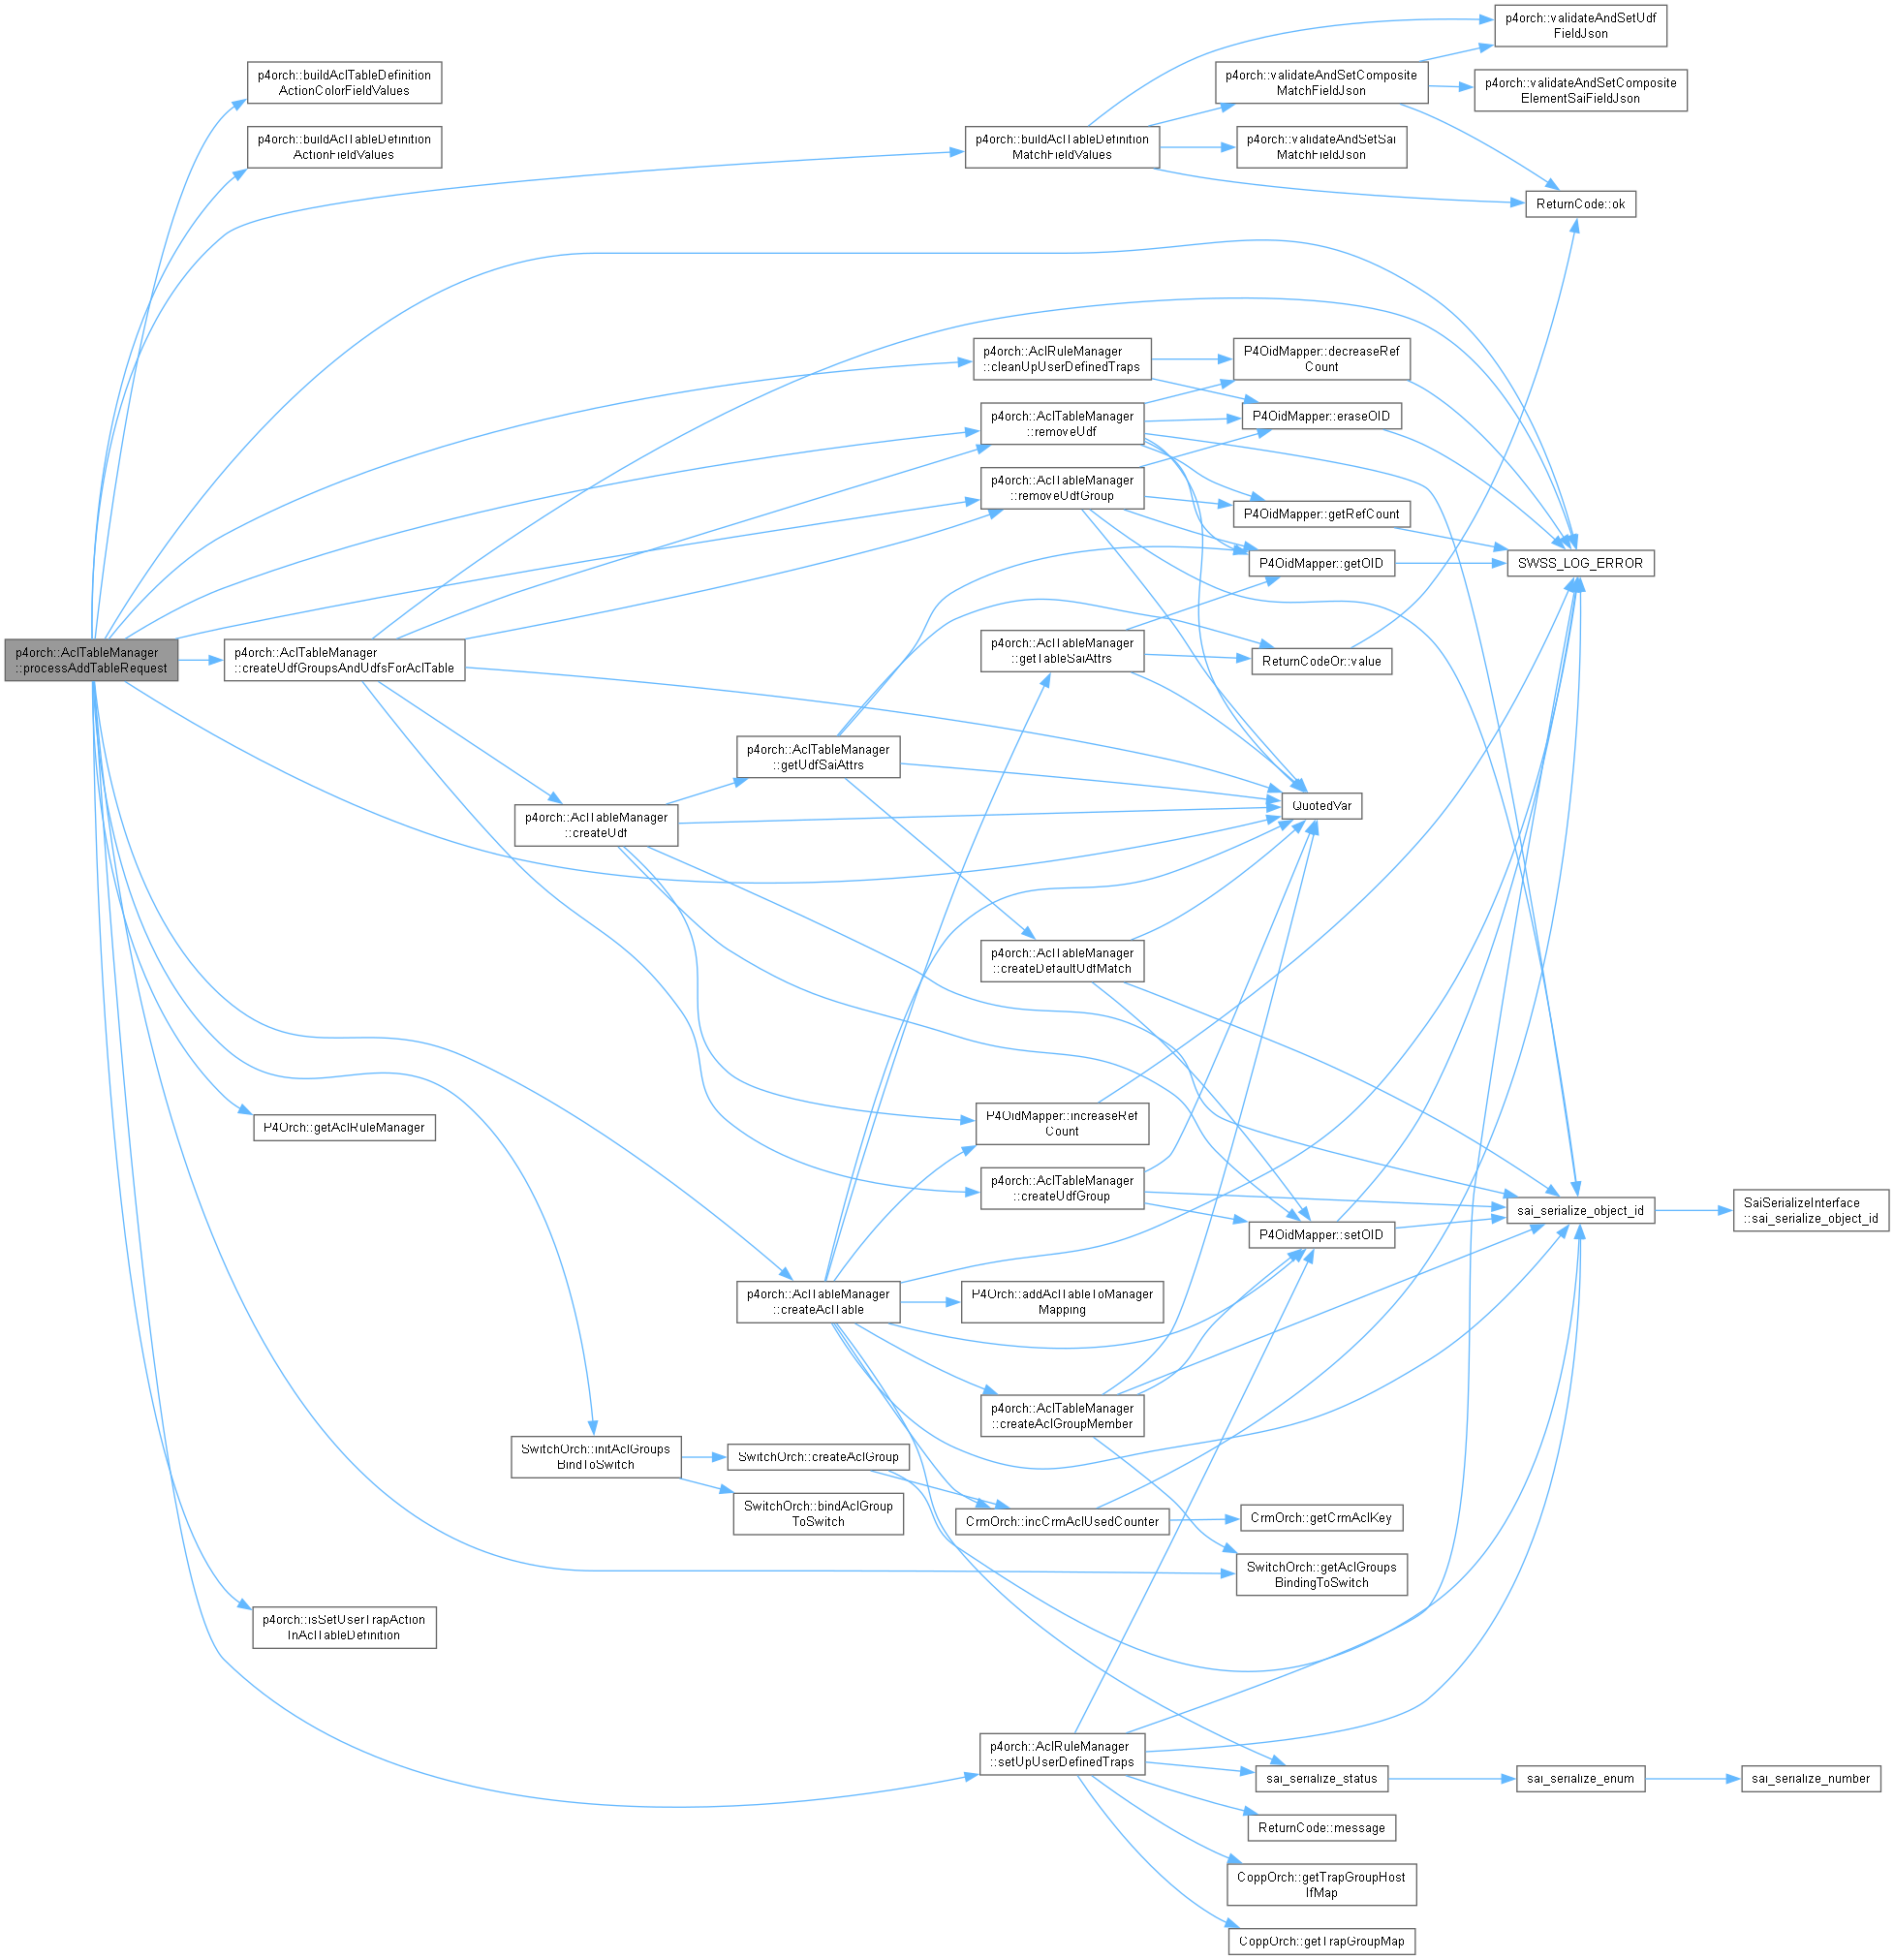 p4orch::validateAndSetUdf
FieldJson
p4orch::buildAclTableDefinition
ActionColorFieldValues
p4orch::validateAndSetComposite
MatchFieldJson
p4orch::validateAndSetComposite
ElementSaiFieldJson
p4orch::buildAclTableDefinition
ActionFieldValues
p4orch::buildAclTableDefinition
MatchFieldValues
p4orch::validateAndSetSai
MatchFieldJson
ReturnCode::ok
p4orch::AclRuleManager
::cleanUpUserDefinedTraps
P4OidMapper::decreaseRef
Count
p4orch::AclTableManager
::removeUdf
P4OidMapper::eraseOID
p4orch::AclTableManager
::removeUdfGroup
P4OidMapper::getRefCount
P4OidMapper::getOID
SWSS_LOG_ERROR
p4orch::AclTableManager
::processAddTableRequest
p4orch::AclTableManager
::createUdfGroupsAndUdfsForAclTable
p4orch::AclTableManager
::getTableSaiAttrs
ReturnCodeOr::value
p4orch::AclTableManager
::getUdfSaiAttrs
p4orch::AclTableManager
::createUdf
QuotedVar
p4orch::AclTableManager
::createDefaultUdfMatch
P4Orch::getAclRuleManager
P4OidMapper::increaseRef
Count
p4orch::AclTableManager
::createUdfGroup
P4OidMapper::setOID
sai_serialize_object_id
SaiSerializeInterface
::sai_serialize_object_id
p4orch::AclTableManager
::createAclTable
P4Orch::addAclTableToManager
Mapping
p4orch::AclTableManager
::createAclGroupMember
SwitchOrch::initAclGroups
BindToSwitch
SwitchOrch::createAclGroup
SwitchOrch::bindAclGroup
ToSwitch
CrmOrch::incCrmAclUsedCounter
CrmOrch::getCrmAclKey
SwitchOrch::getAclGroups
BindingToSwitch
p4orch::isSetUserTrapAction
InAclTableDefinition
p4orch::AclRuleManager
::setUpUserDefinedTraps
sai_serialize_status
sai_serialize_enum
sai_serialize_number
ReturnCode::message
CoppOrch::getTrapGroupHost
IfMap
CoppOrch::getTrapGroupMap